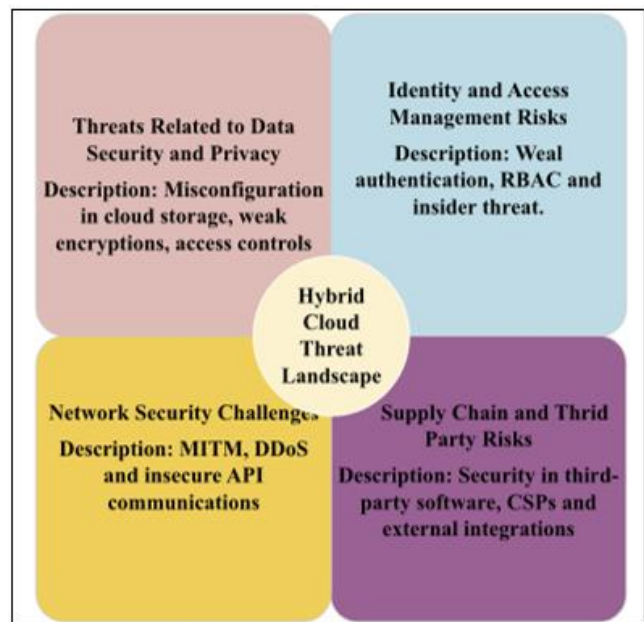 Threats Related to Data
Security and Privacy
Description: Misconfiguration
in cloud storage, weak
encryptions, access controls
Identity and Access
Management Risks
Description: Weal
authentication, RBAC and
insider threat.
Hybrid
Cloud
Threat
Landscape
Network Security Challenges
Description: MITM, DDoS
and insecure API
communications
Supply Chain and Thrid
Party Risks
Description: Security in third-
party software, CSPs and
external integrations